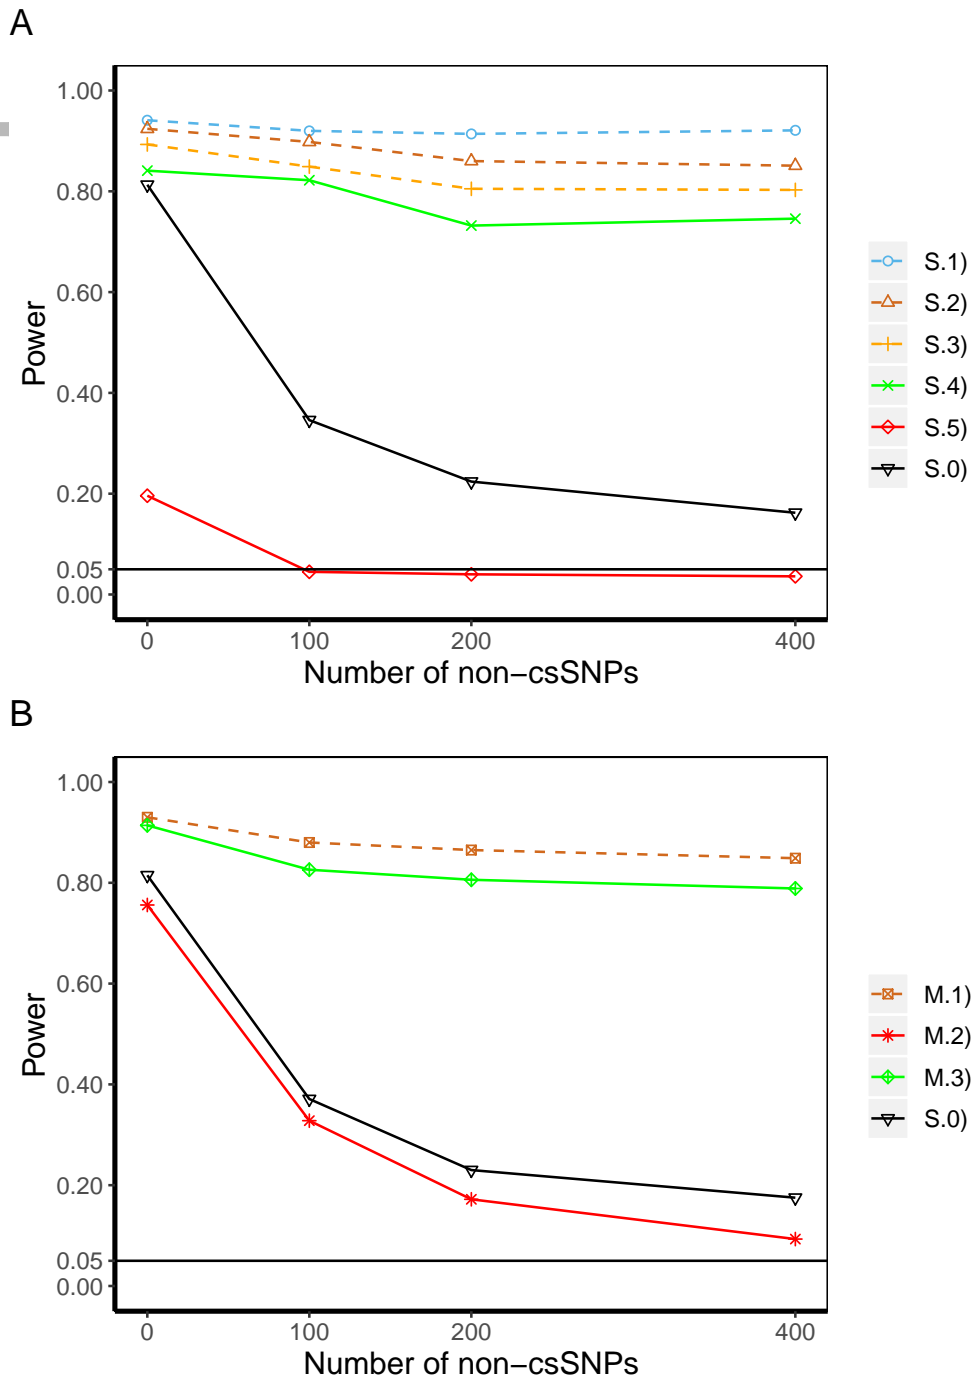 A
1.00
0.80
0.60
0.40
0.20
0.05
0.00
Power
0 100 200 400
Number of non−csSNPs
S.1)
S.2)
S.3)
S.4)
S.5)
S.0)
B
1.00
0.80
0.60
0.40
0.20
0.05
0.00
Power
0 100 200 400
Number of non−csSNPs
M.1)
M.2)
M.3)
S.0)